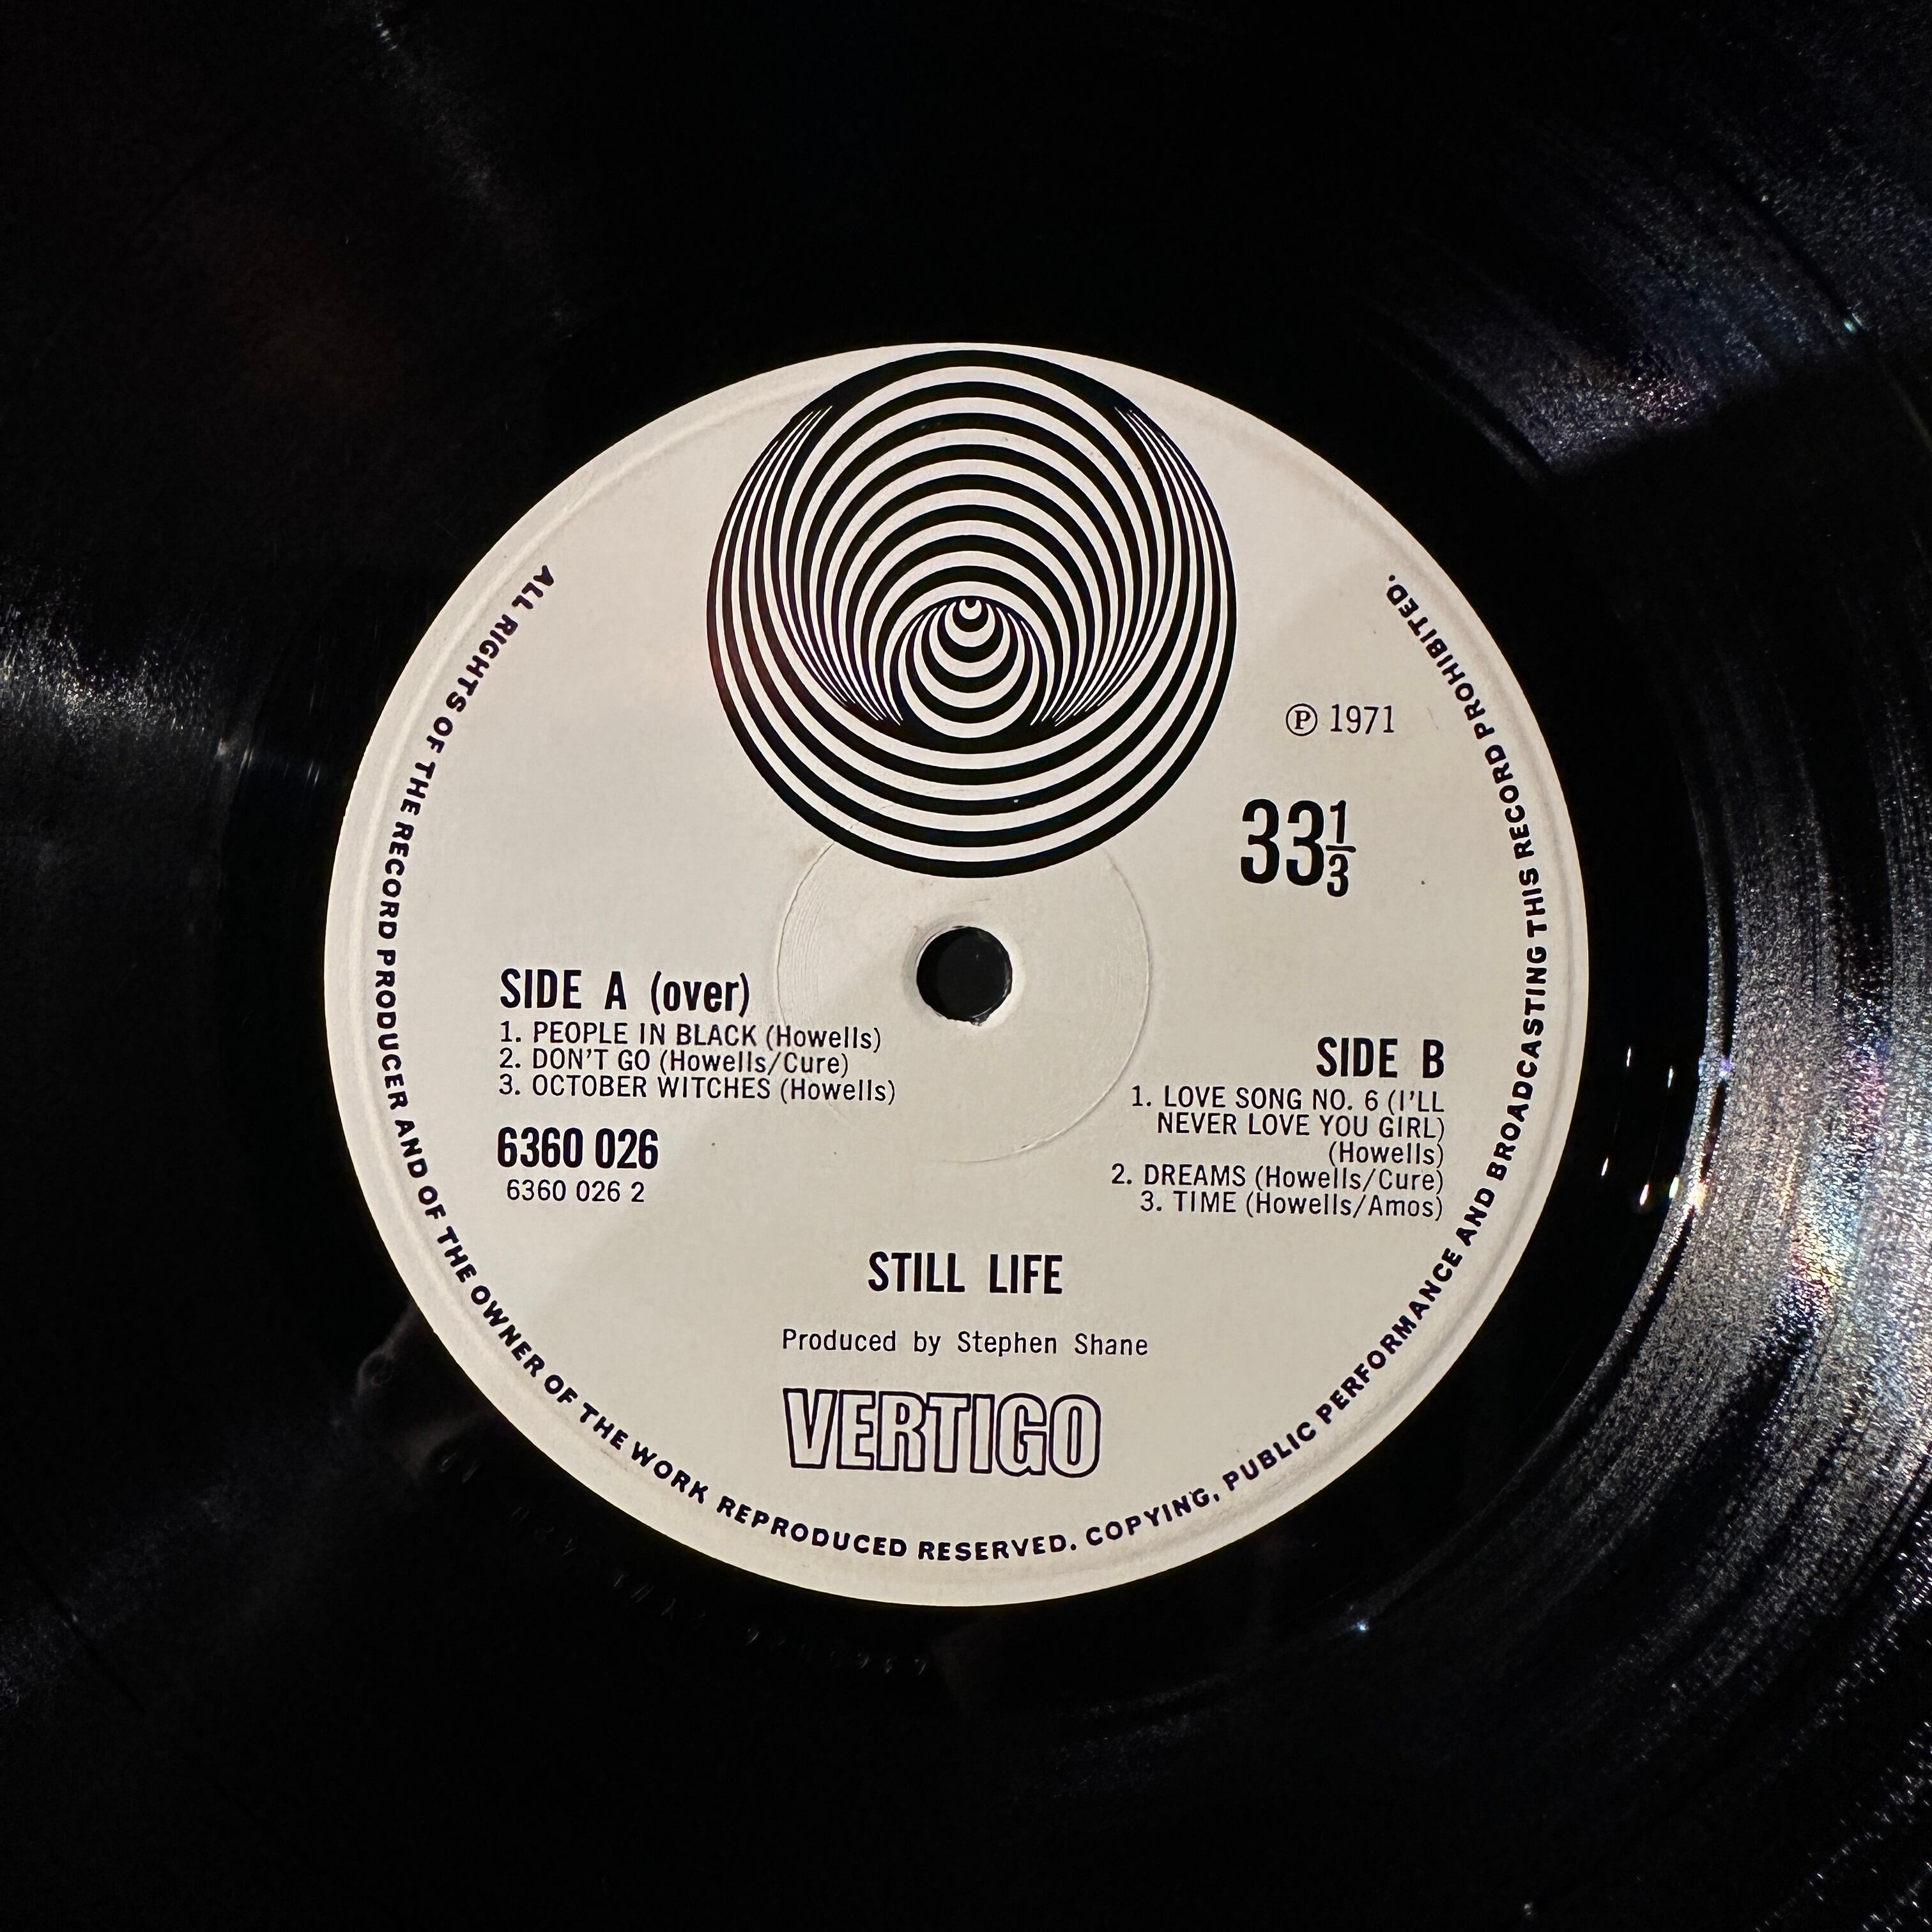 ALL RIGHTS OF THE RECORD PRODUCER AND OF THE OWNER OF THE WORK REPRODUCED RESERVED. COPYING, PUBLIC PERFORMANCE AND BROADCASTING THIS RECORD PROHIBITED.
Ⓟ 1971
33⅓
SIDE A (over)
1. PEOPLE IN BLACK (Howells)
2. DON'T GO (Howells/Cure)
3. OCTOBER WITCHES (Howells)
6360 026
6360 026 2
SIDE B
1. LOVE SONG NO. 6 (I'LL
NEVER LOVE YOU GIRL)
(Howells)
2. DREAMS (Howells/Cure)
3. TIME (Howells/Amos)
STILL LIFE
Produced by Stephen Shane
VERTIGO